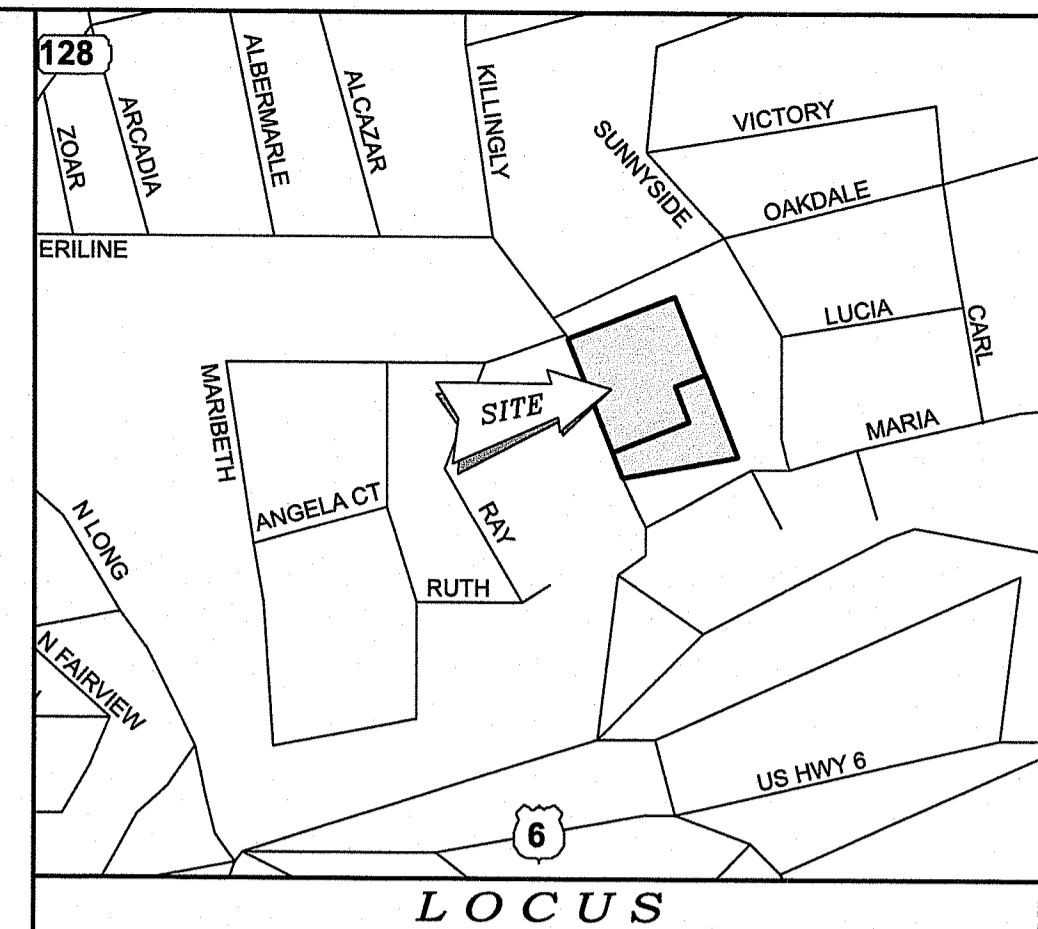 128
ZOAR
ARCADIA
ALBERMARLE
ALCAZAR
KILLINGLY
SUNNYSIDE
VICTORY
OAKDALE
ERILINE
LUCIA
CARL
MARIBETH
SITE
MARIA
ANGELA CT
RAY
N LONG
RUTH
N FAIRVIEW
US HWY 6
6
LOCUS